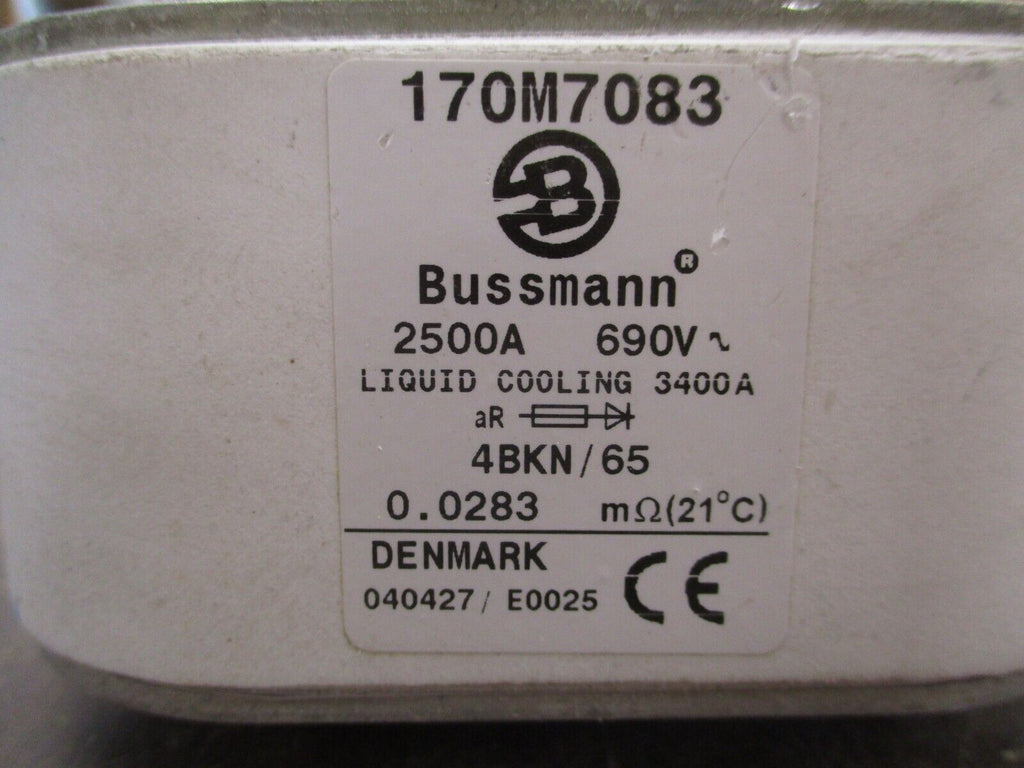 170M7083
B
Bussmann®
2500A 690V~
LIQUID COOLING 3400A
aR
4BKN/65
0.0283 mΩ(21°C)
DENMARK
040427/ E0025 CE